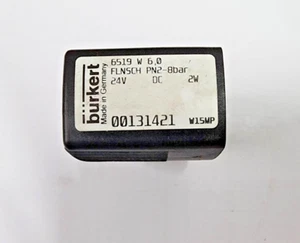 bürkert
Made in Germany
6519 W 6,0
FLNSCH PN2-8bar
24V DC 2W
00131421
W15MP